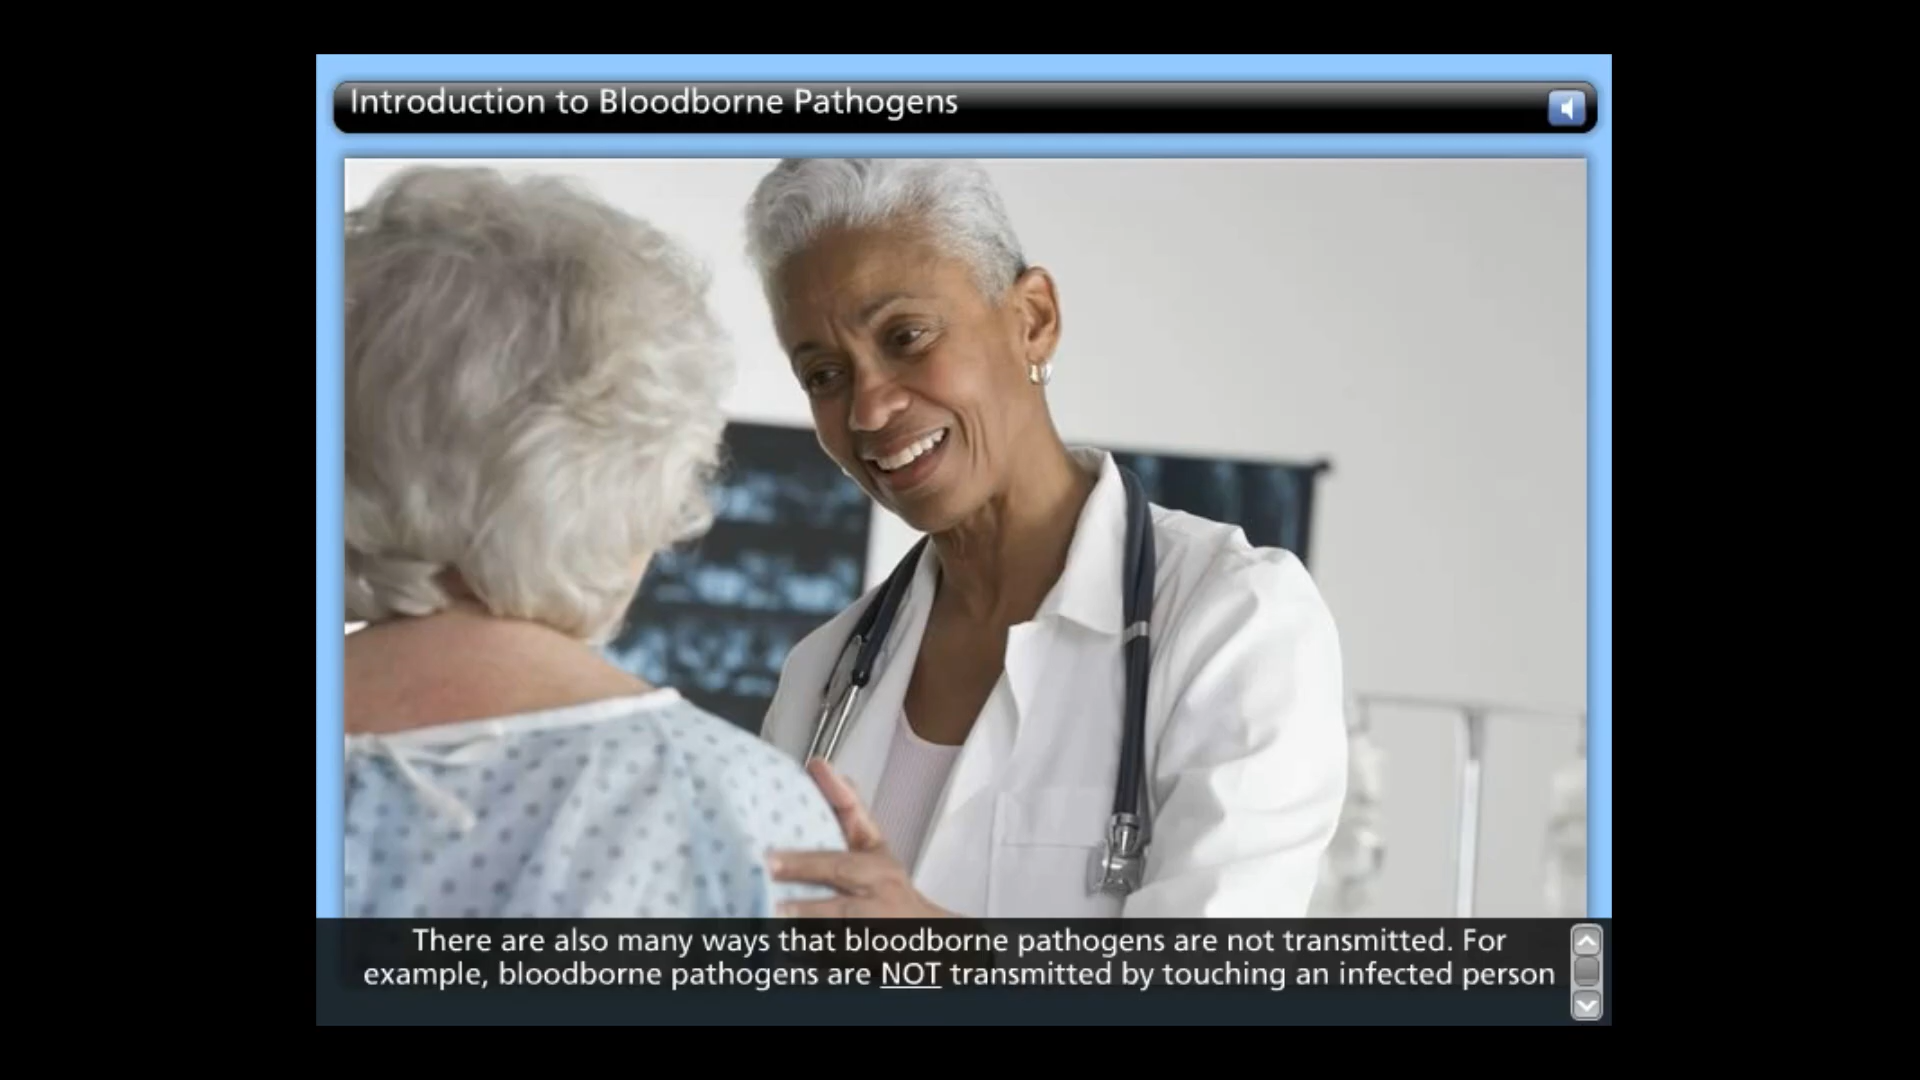 Introduction to Bloodborne Pathogens
There are also many ways that bloodborne pathogens are not transmitted. For
example, bloodborne pathogens are NOT transmitted by touching an infected person